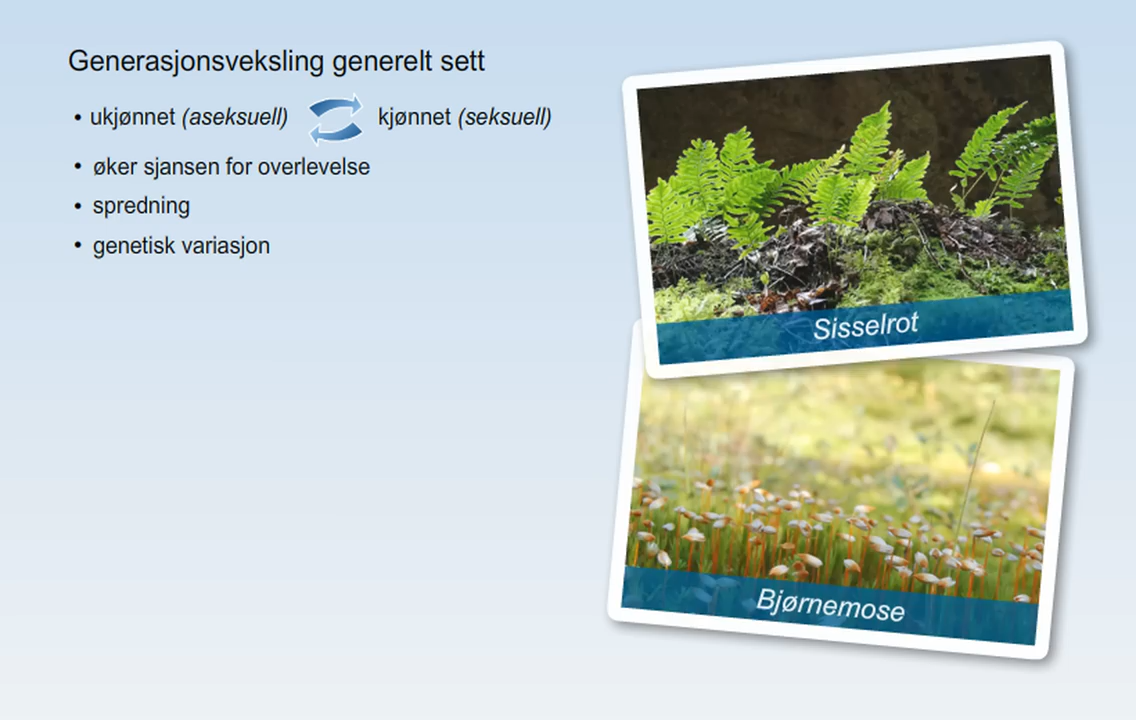 Generasjonsveksling generelt sett
• ukjønnet (aseksuell) kjønnet (seksuell)
• øker sjansen for overlevelse
• spredning
• genetisk variasjon
Sisselrot
Bjørnemose